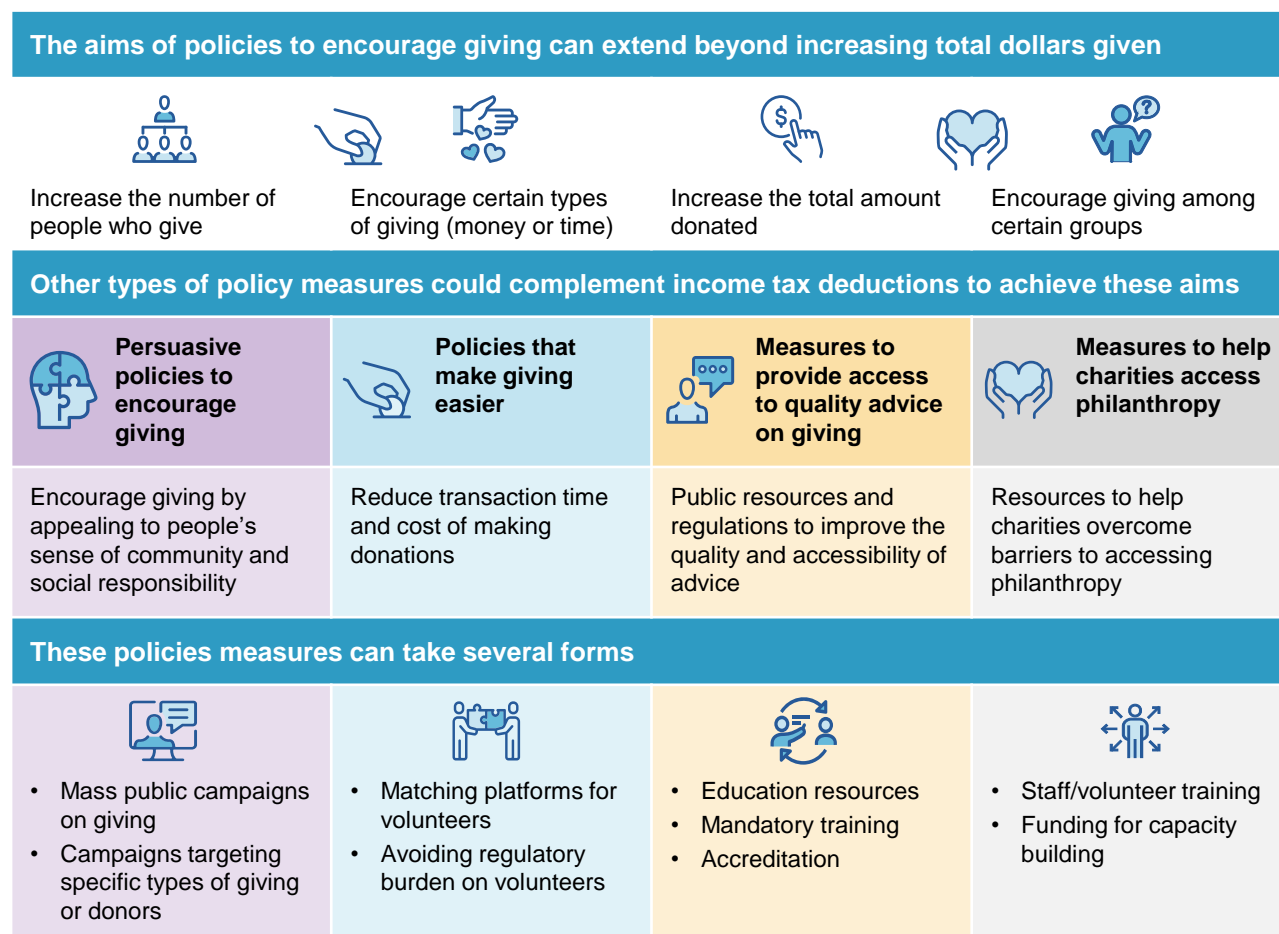 The aims of policies to encourage giving can extend beyond increasing total dollars given
$
?
Increase the number of
people who give
Encourage certain types
of giving (money or time)
Increase the total amount
donated
Encourage giving among
certain groups
Other types of policy measures could complement income tax deductions to achieve these aims
Persuasive
policies to
encourage
giving
Policies that
make giving
easier
Measures to
provide access
to quality advice
on giving
Measures to help
charities access
philanthropy
Encourage giving by
appealing to people’s
sense of community and
social responsibility
Reduce transaction time
and cost of making
donations
Public resources and
regulations to improve the
quality and accessibility of
advice
Resources to help
charities overcome
barriers to accessing
philanthropy
These policies measures can take several forms
• Mass public campaigns
on giving
• Campaigns targeting
specific types of giving
or donors
• Matching platforms for
volunteers
• Avoiding regulatory
burden on volunteers
• Education resources
• Mandatory training
• Accreditation
• Staff/volunteer training
• Funding for capacity
building